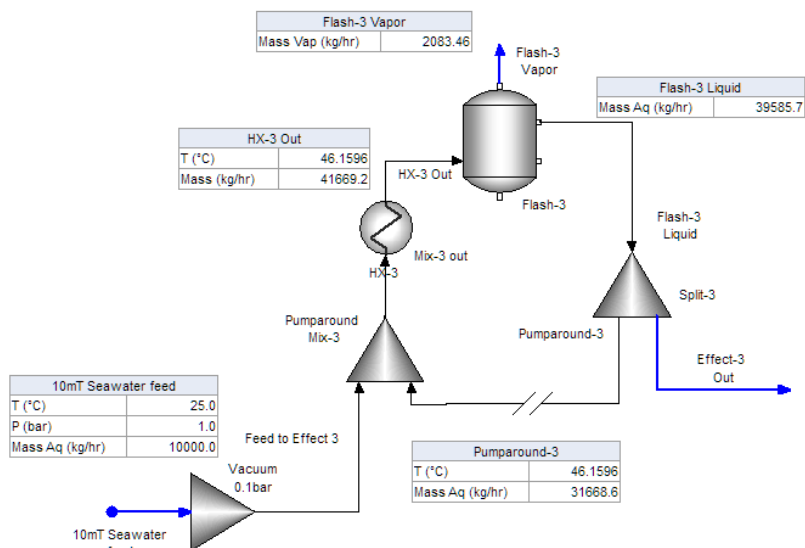 Flash-3 Vapor
Mass Vap (kg/hr) 2083.46
Flash-3
Vapor
Flash-3 Liquid
Mass Aq (kg/hr) 39585.7
HX-3 Out
T (°C) 46.1596
Mass (kg/hr) 41669.2
HX-3 Out
Flash-3
Flash-3
Liquid
Mix-3 out
HX-3
Split-3
Pumparound
Mix-3
Pumparound-3
Effect-3
Out
10mT Seawater feed
T (°C) 25.0
P (bar) 1.0
Mass Aq (kg/hr) 10000.0
Feed to Effect 3
Pumparound-3
T (°C) 46.1596
Mass Aq (kg/hr) 31668.6
Vacuum
0.1bar
10mT Seawater